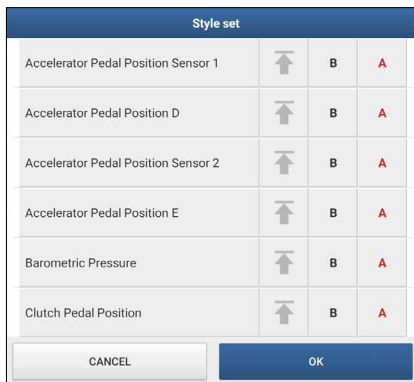 Style set
Accelerator Pedal Position Sensor 1 B A
Accelerator Pedal Position D B A
Accelerator Pedal Position Sensor 2 B A
Accelerator Pedal Position E B A
Barometric Pressure B A
Clutch Pedal Position B A
CANCEL OK